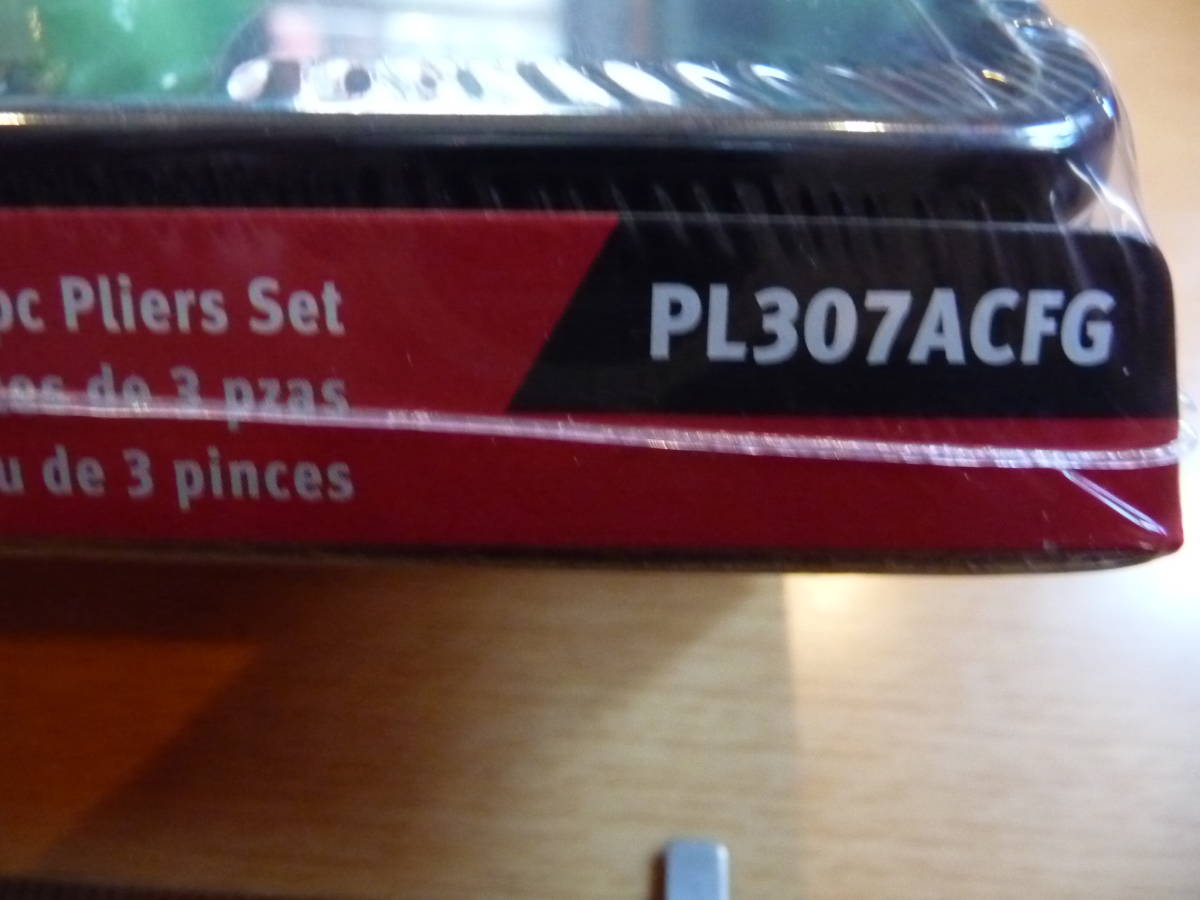 pc Pliers Set
PL307ACFG
de 3 pzas
de 3 pinces